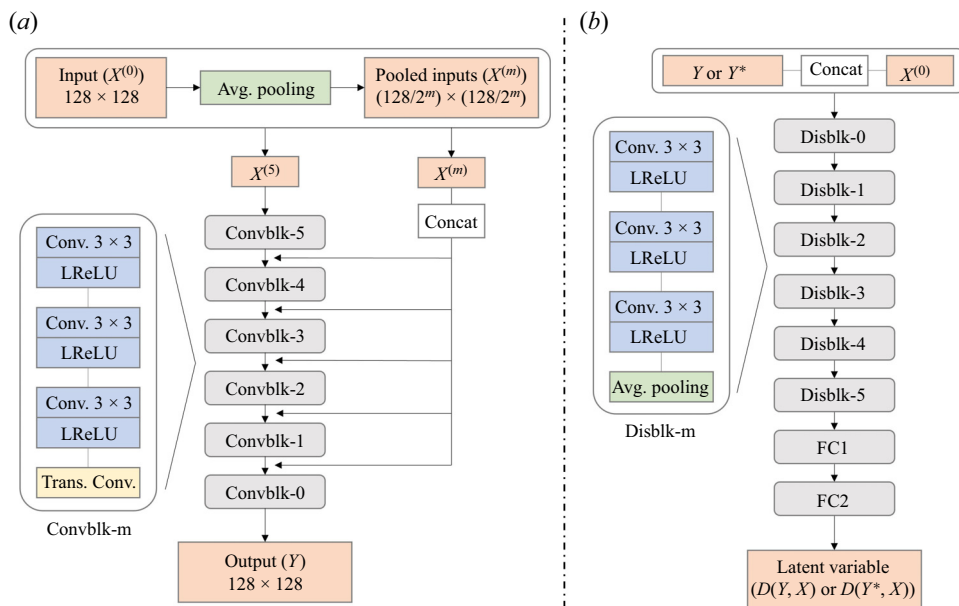 (a)
Input (X⁽⁰⁾)
128 × 128
Avg. pooling
Pooled inputs (X⁽ᵐ⁾)
(128/2ᵐ) × (128/2ᵐ)
X⁽⁵⁾
X⁽ᵐ⁾
Concat
Convblk-5
Convblk-4
Convblk-3
Convblk-2
Convblk-1
Convblk-0
Output (Y)
128 × 128
Conv. 3 × 3
LReLU
Conv. 3 × 3
LReLU
Conv. 3 × 3
LReLU
Trans. Conv.
Convblk-m
(b)
Y or Y*
Concat
X⁽⁰⁾
Disblk-0
Disblk-1
Disblk-2
Disblk-3
Disblk-4
Disblk-5
FC1
FC2
Latent variable
(D(Y, X) or D(Y*, X))
Conv. 3 × 3
LReLU
Conv. 3 × 3
LReLU
Conv. 3 × 3
LReLU
Avg. pooling
Disblk-m